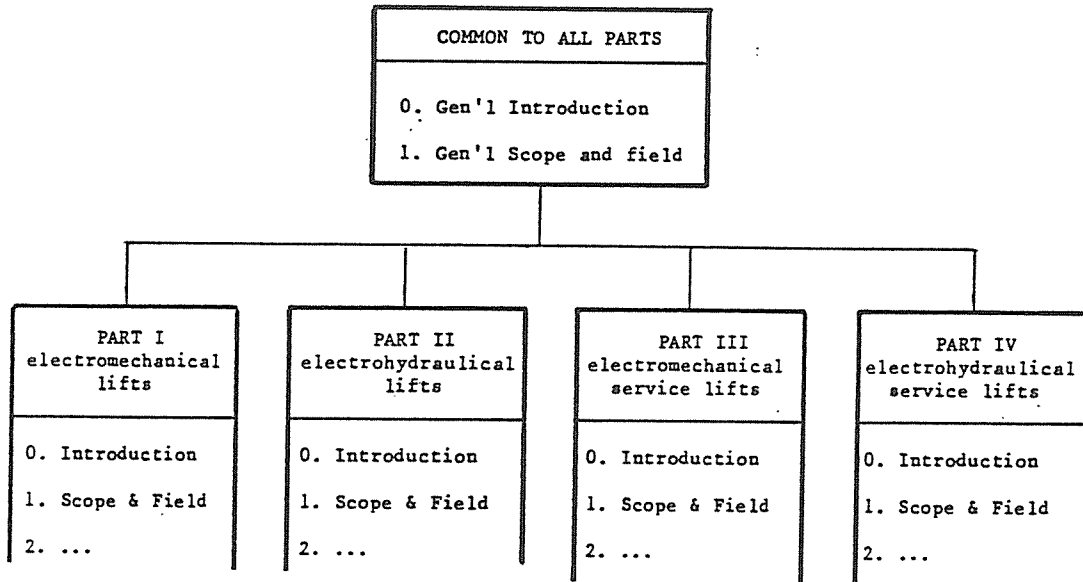 COMMON TO ALL PARTS
0. Gen'l Introduction
1. Gen'l Scope and field
PART I
electromechanical
lifts
0. Introduction
1. Scope & Field
2. ...
PART II
electrohydraulical
lifts
0. Introduction
1. Scope & Field
2. ...
PART III
electromechanical
service lifts
0. Introduction
1. Scope & Field
2. ...
PART IV
electrohydraulical
service lifts
0. Introduction
1. Scope & Field
2. ...